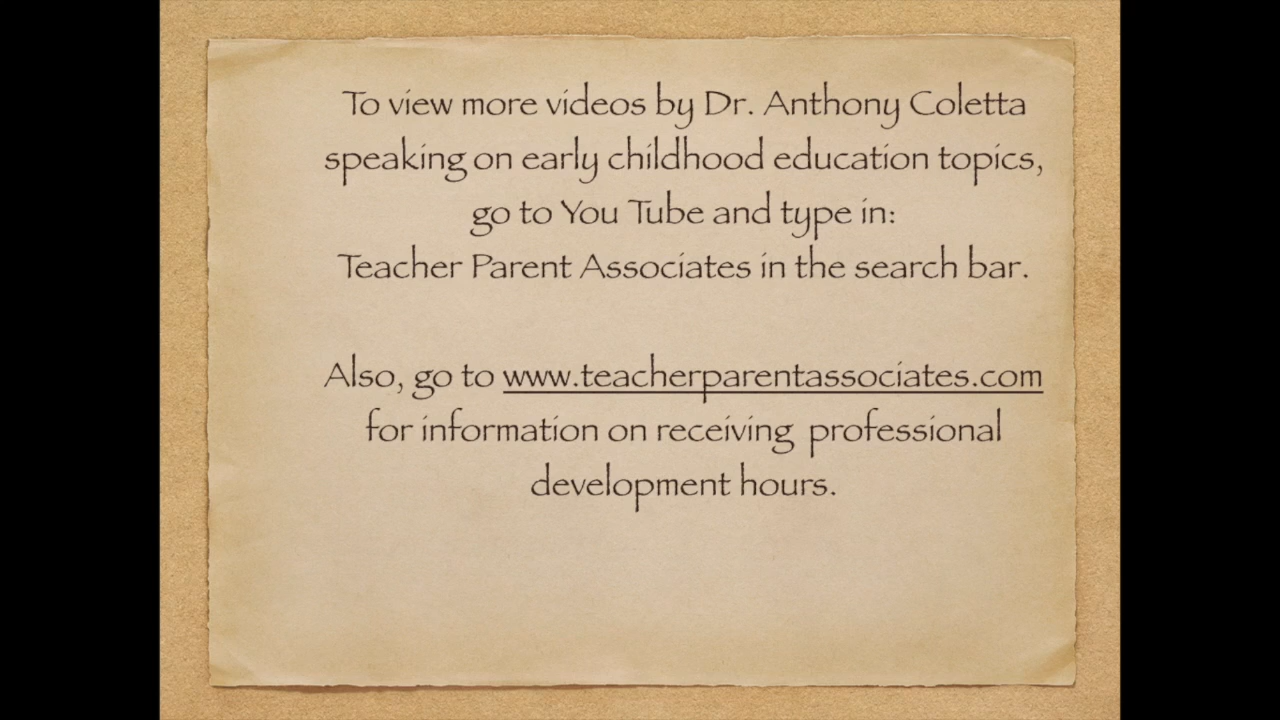 To view more videos by Dr. Anthony Coletta
speaking on early childhood education topics,
go to You Tube and type in:
Teacher Parent Associates in the search bar.
Also, go to www.teacherparentassociates.com
for information on receiving professional
development hours.